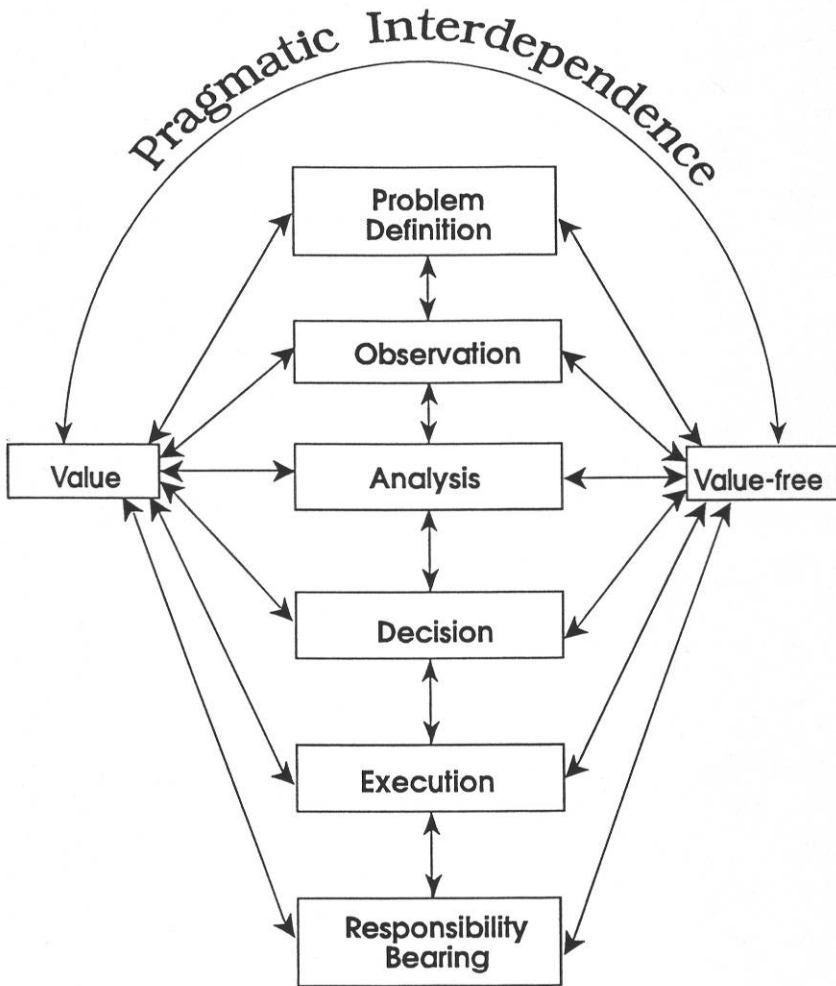 Pragmatic Interdependence
Problem
Definition
Observation
Value
Analysis
Value-free
Decision
Execution
Responsibility
Bearing